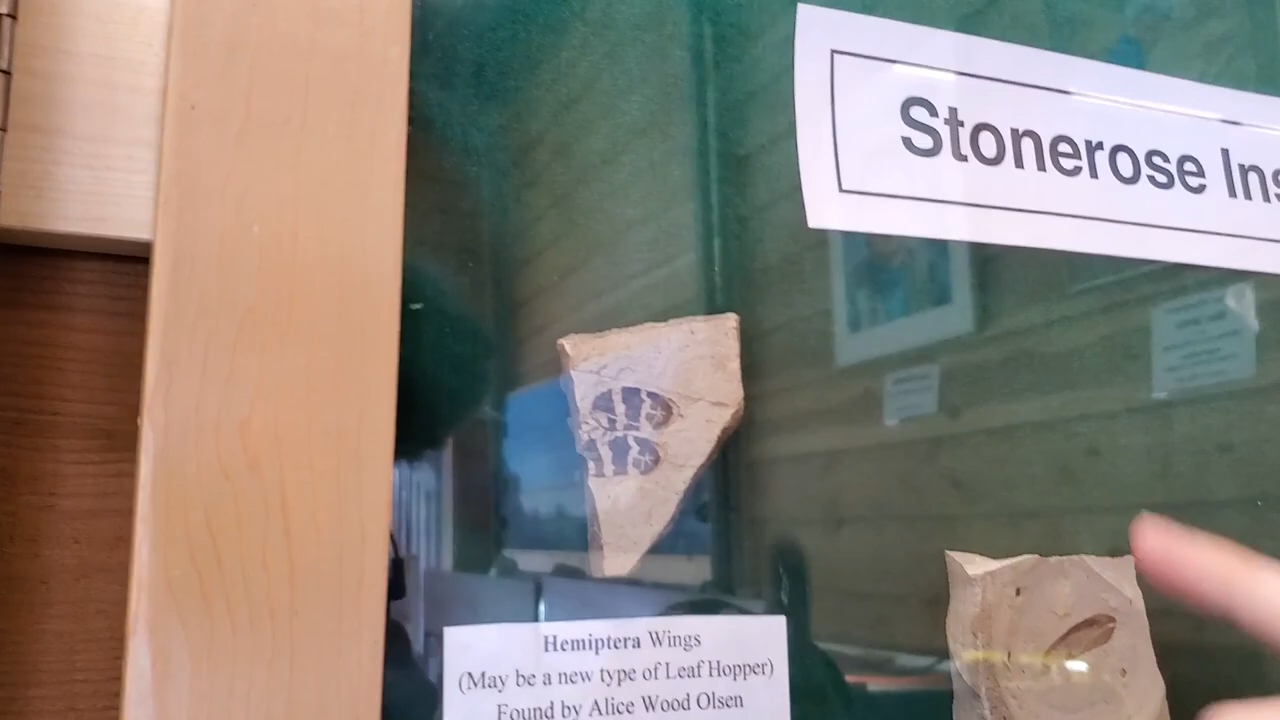 Stonerose Ins
Hemiptera Wings
(May be a new type of Leaf Hopper)
Found by Alice Wood Olsen